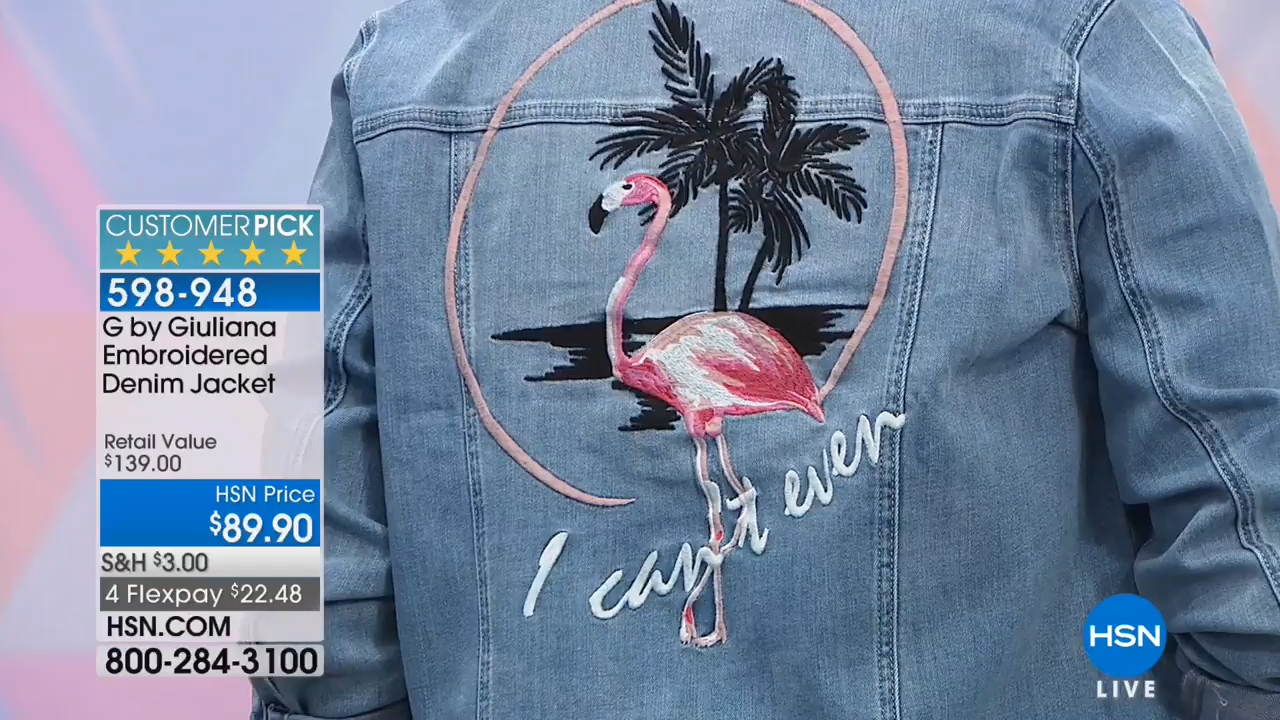 CUSTOMER PICK
598-948
G by Giuliana
Embroidered
Denim Jacket
Retail Value
$139.00
HSN Price
$89.90
S&H $3.00
4 Flexpay $22.48
HSN.COM
800-284-3100
I can't even
HSN
LIVE